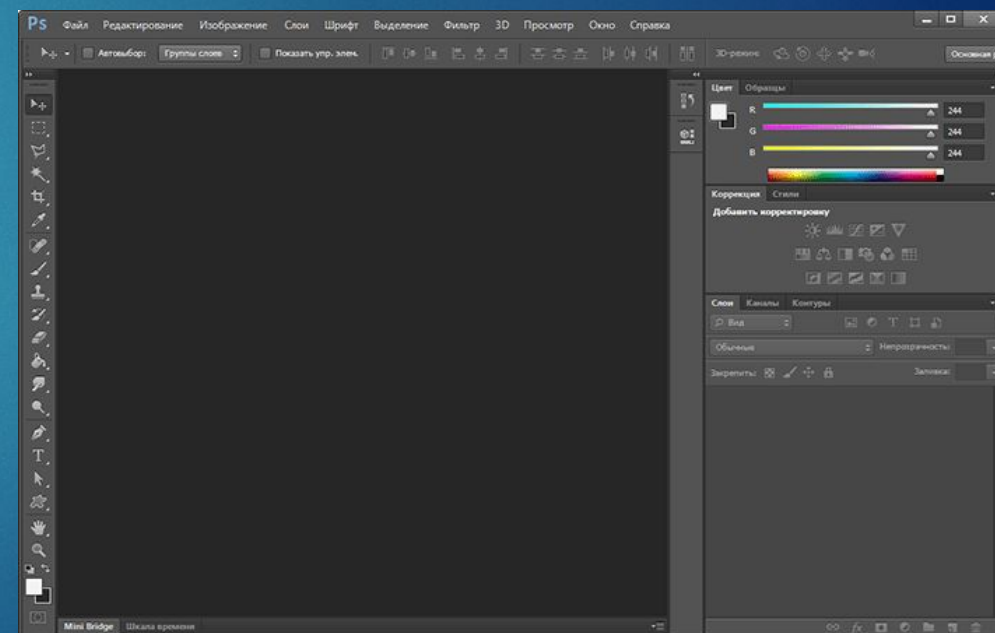 Ps Файл Редактирование Изображение Слои Шрифт Выделение Фильтр 3D Просмотр Окно Справка
Автовыбор: Группы слоев Показать упр. элем. 3D-режим: Основная
Цвет Образцы
R 244
G 244
B 244
Коррекция Стили
Добавить корректировку
Слои Каналы Контуры
Вид
Обычные Непрозрачность:
Закрепить: Заливка:
Mini Bridge Шкала времени